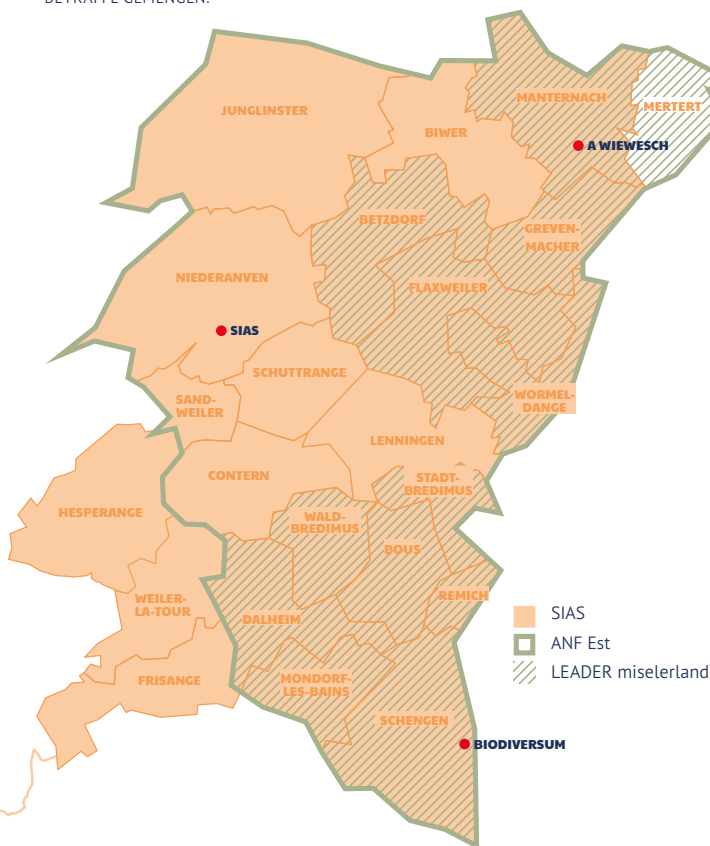 BETRAFFE GEMENGEN:
JUNGLINSTER
MANTERNACH
MERTERT
BIWER
A WIEWESCH
BETZDORF
GREVEN-
MACHER
NIEDERANVEN
FLAXWEILER
SIAS
SCHUTTRANGE
SAND-
WEILER
WORMEL-
DANGE
LENNINGEN
CONTERN
STADT-
BREDIMUS
HESPERANGE
WALD-
BREDIMUS
BOUS
WEILER-
LA-TOUR
REMICH
DALHEIM
SIAS
ANF Est
LEADER miselerland
FRISANGE
MONDORF-
LES-BAINS
SCHENGEN
BIODIVERSUM